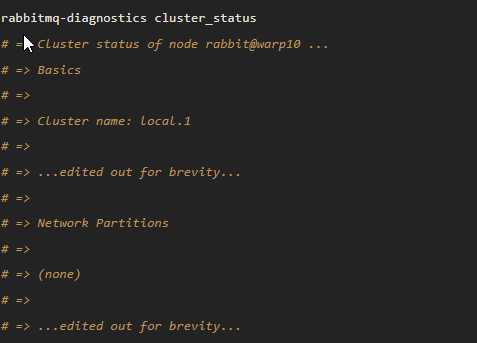 rabbitmq-diagnostics cluster_status
# => Cluster status of node rabbit@warp10 ...
# => Basics
# =>
# => Cluster name: local.1
# =>
# => ...edited out for brevity...
# =>
# => Network Partitions
# =>
# => (none)
# =>
# => ...edited out for brevity...